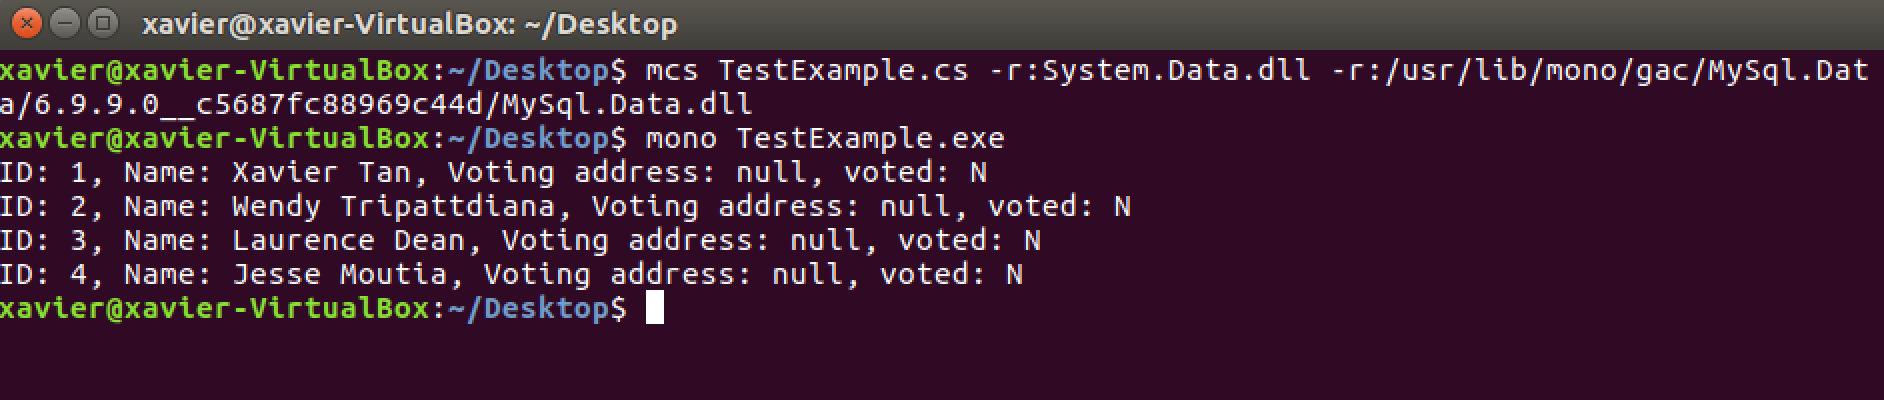 xavier@xavier-VirtualBox: ~/Desktop
xavier@xavier-VirtualBox:~/Desktop$ mcs TestExample.cs -r:System.Data.dll -r:/usr/lib/mono/gac/MySql.Dat
a/6.9.9.0__c5687fc88969c44d/MySql.Data.dll
xavier@xavier-VirtualBox:~/Desktop$ mono TestExample.exe
ID: 1, Name: Xavier Tan, Voting address: null, voted: N
ID: 2, Name: Wendy Tripattdiana, Voting address: null, voted: N
ID: 3, Name: Laurence Dean, Voting address: null, voted: N
ID: 4, Name: Jesse Moutia, Voting address: null, voted: N
xavier@xavier-VirtualBox:~/Desktop$